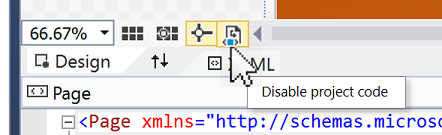 66.67%
Design
ML
Disable project code
Page
<Page xmlns="http://schemas.microso